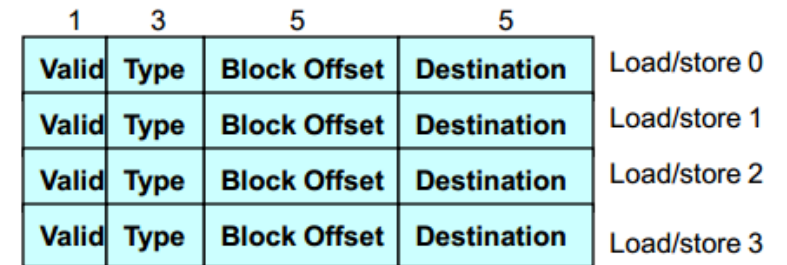 1 3 5 5
Valid Type Block Offset Destination Load/store 0
Valid Type Block Offset Destination Load/store 1
Valid Type Block Offset Destination Load/store 2
Valid Type Block Offset Destination Load/store 3